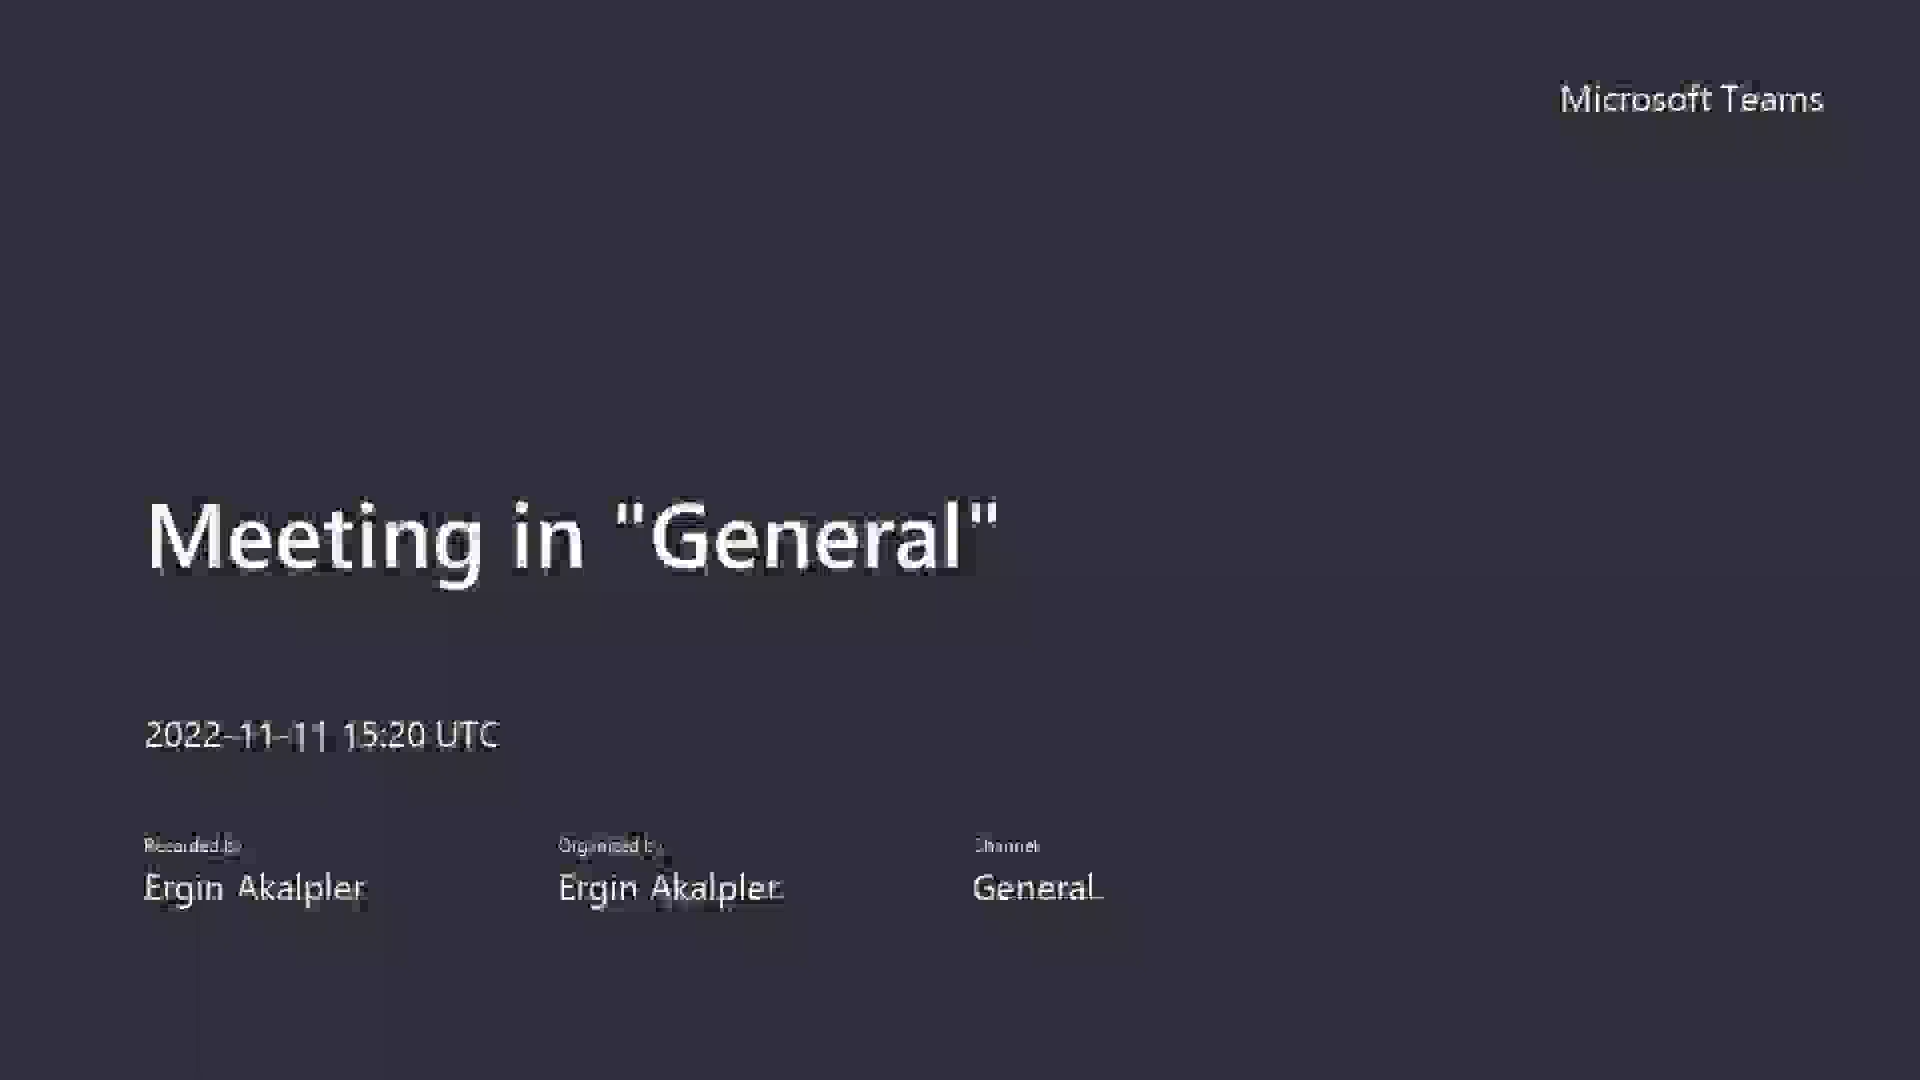 Microsoft Teams
Meeting in "General"
2022-11-11 15:20 UTC
Recorded by Organized by Channel
Ergin Akalpler Ergin Akalpler General